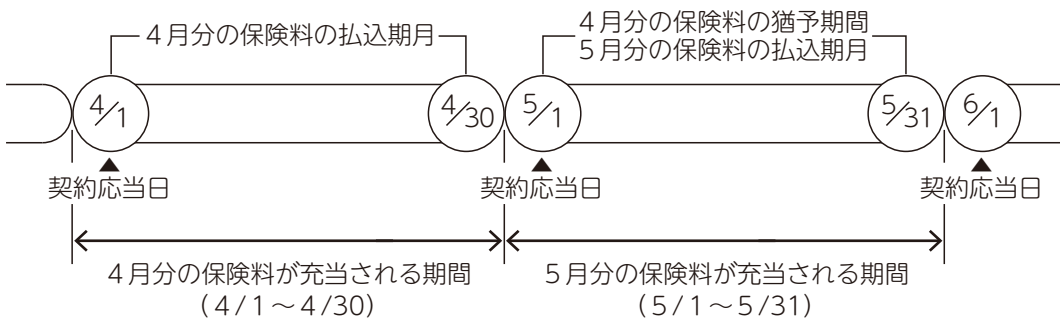 4月分の保険料の払込期月
4月分の保険料の猶予期間
5月分の保険料の払込期月
4/1
4/30
5/1
5/31
6/1
契約応当日
契約応当日
契約応当日
4月分の保険料が充当される期間
(4/1～4/30)
5月分の保険料が充当される期間
(5/1～5/31)